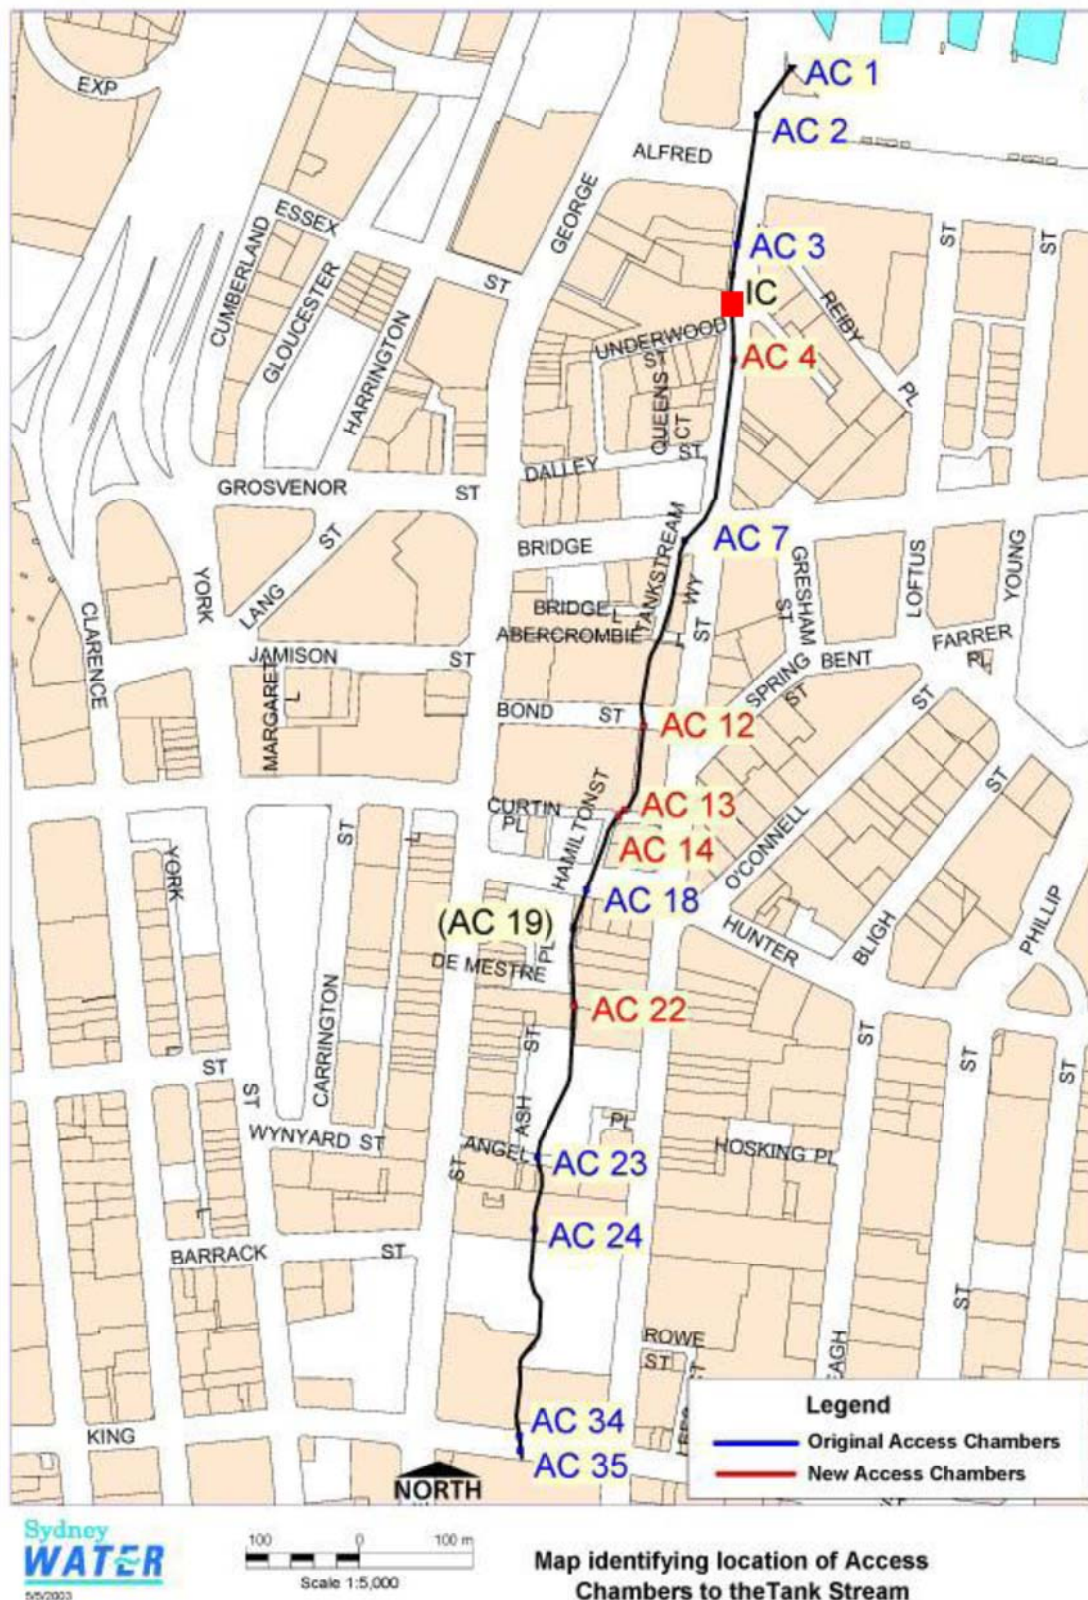 AC 1
EXP
AC 2
ALFRED
ESSEX
GEORGE
CUMBERLAND
ST
ST
AC 3
ST
GLOUCESTER
IC
REIBY
HARRINGTON
UNDERWOOD
ST
AC 4
QUEENS
CT
PL
DALLEY
ST
GROSVENOR
ST
ST
LANG
BRIDGE
TANKSTREAM
AC 7
WY
GRESHAM
ST
LOFTUS
YOUNG
YORK
CLARENCE
BRIDGE
L
ABERCROMBIE
L
ST
FARRER
PL
JAMISON
ST
BENT
SPRING
ST
MARGARET
L
BOND
ST
AC 12
ST
ST
CURTIN
PL
HAMILTON
ST
AC 13
AC 14
O'CONNELL
ST
L
YORK
AC 18
(AC 19)
PL
DE MESTRE
HUNTER
BLIGH
PHILLIP
CARRINGTON
AC 22
ST
ST
ST
ST
ST
L
ST
ASH
PL
WYNYARD ST
ANGEL
AC 23
HOSKING PL
ST
L
AC 24
BARRACK
ST
ST
ROWE
ST
ST
EAGH
AC 34
KING
AC 35
NORTH
Legend
Original Access Chambers
New Access Chambers
Sydney
WATER
5/5/2003
100 0 100 m
Scale 1:5,000
Map identifying location of Access
Chambers to theTank Stream